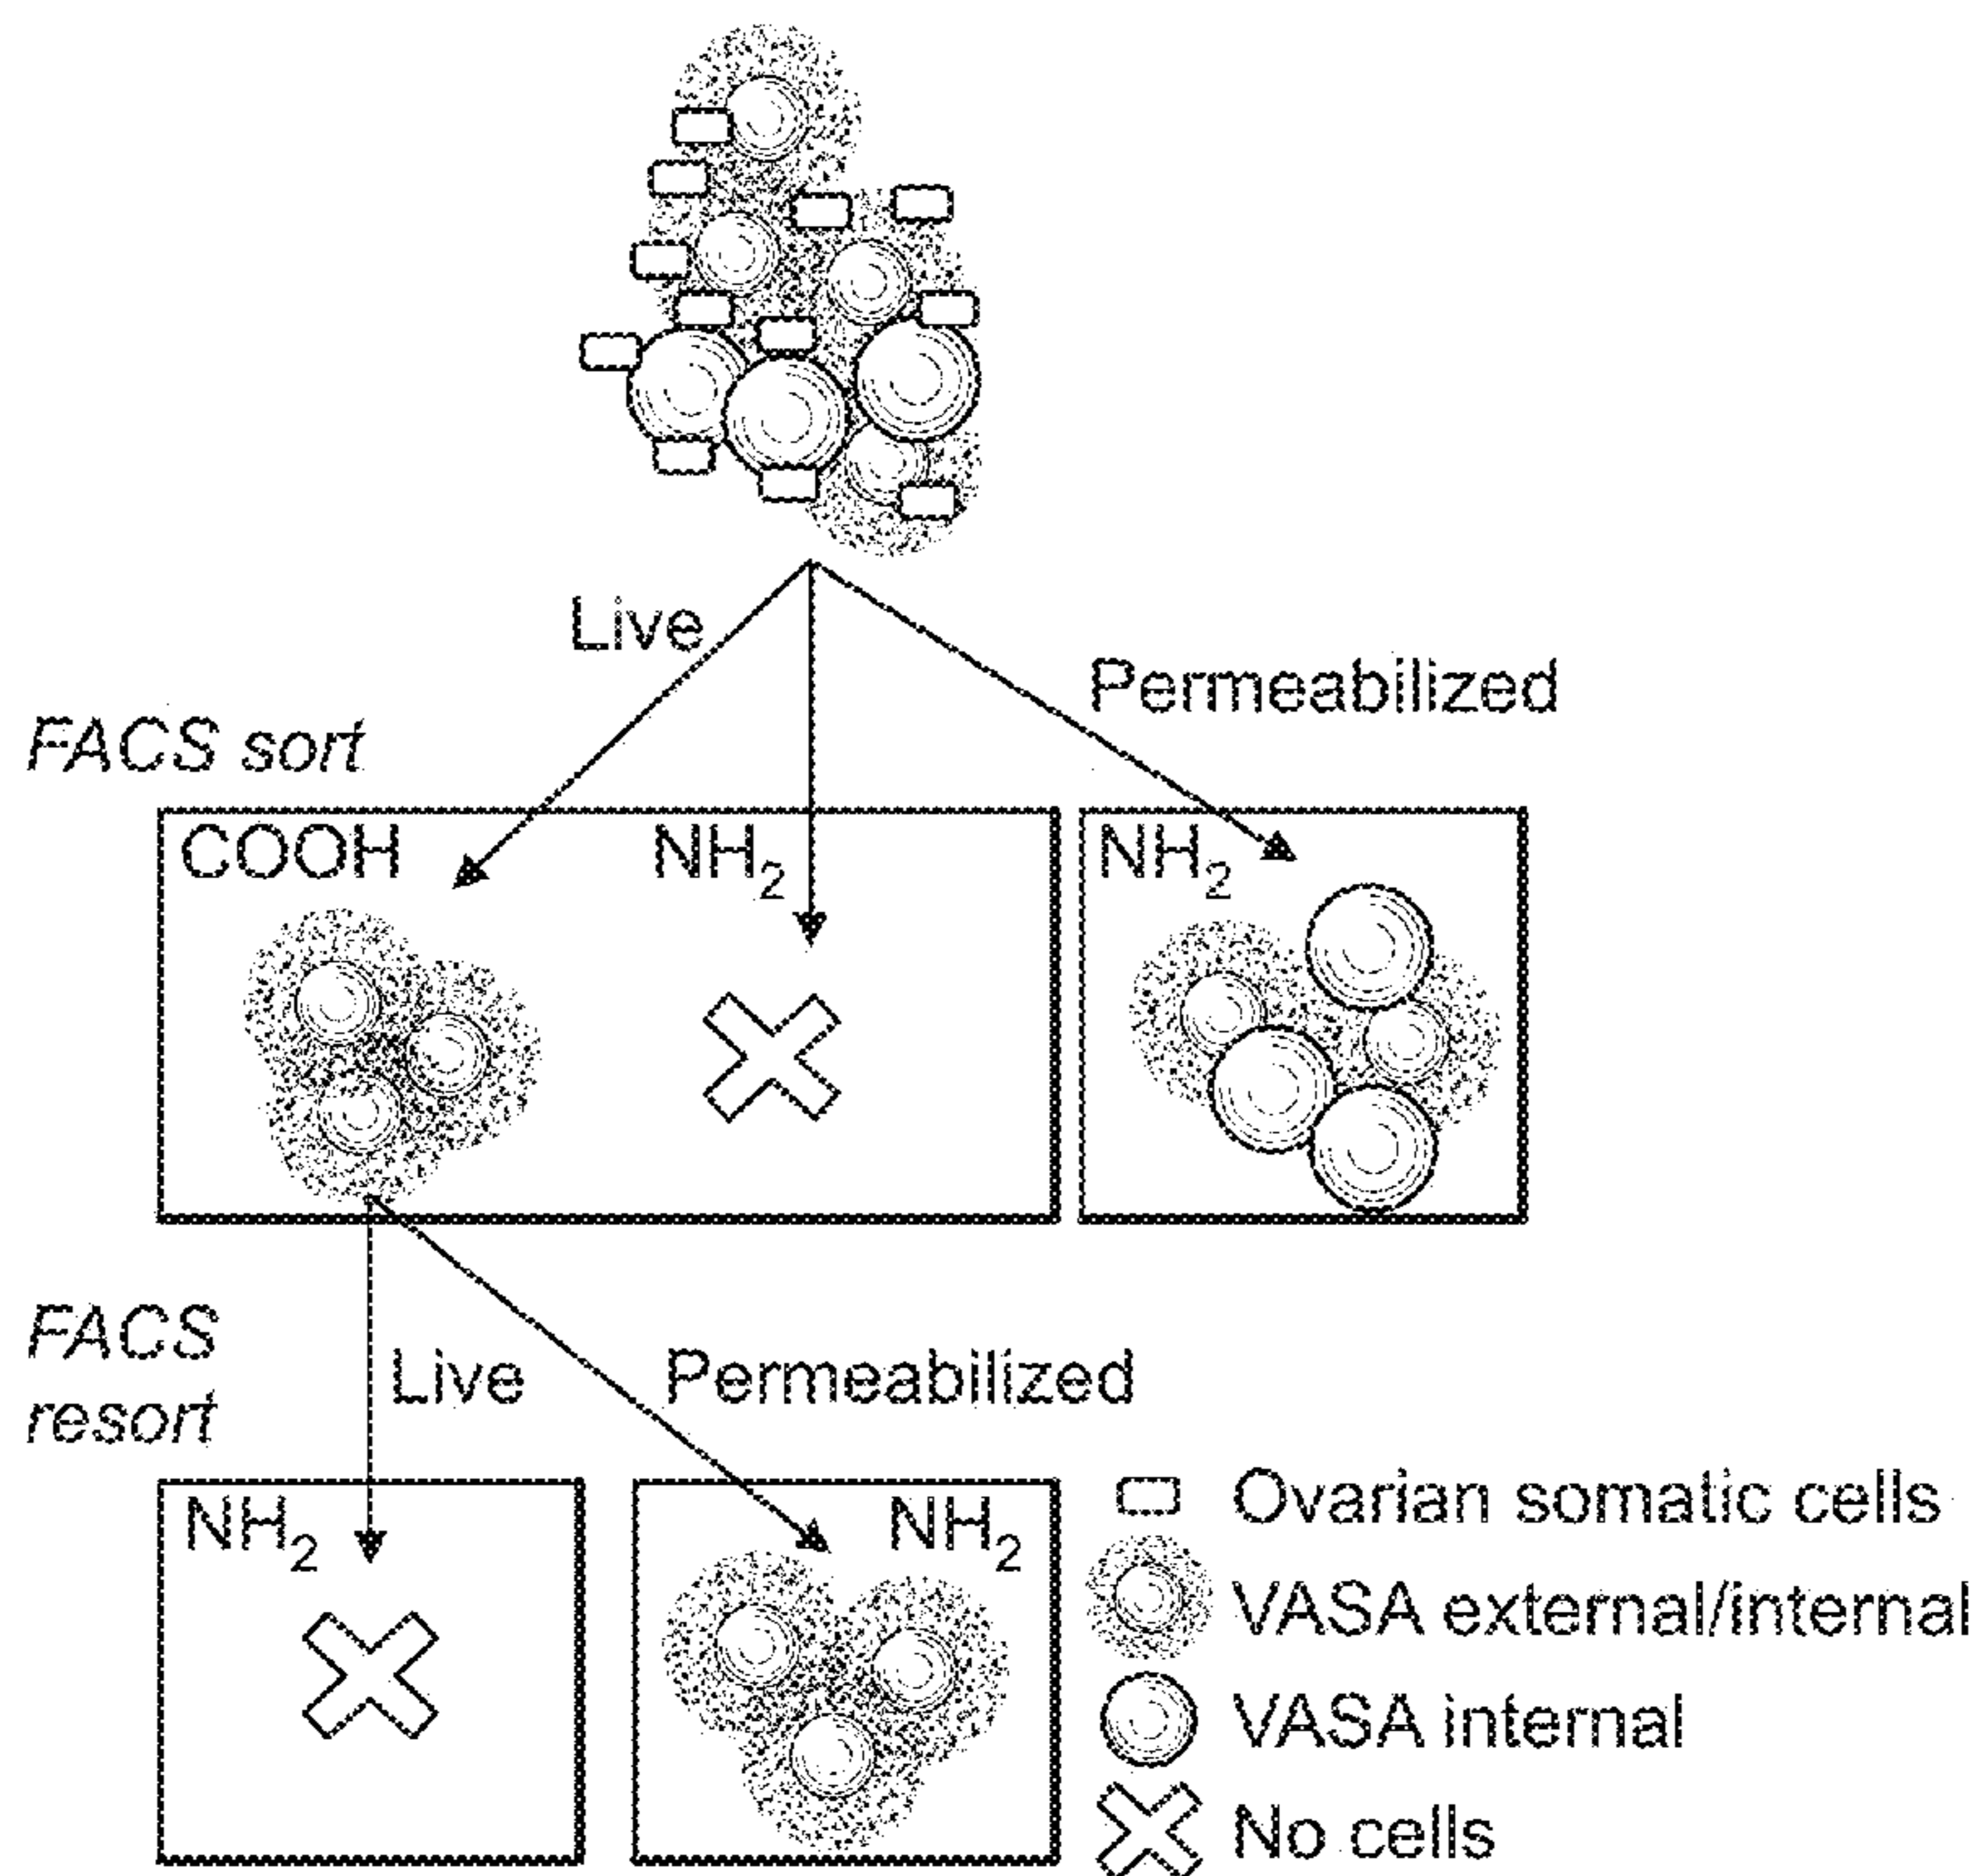 Live
Permeabilized
FACS sort
COOH
NH₂
NH₂
FACS
resort
Live
Permeabilized
NH₂
NH₂
Ovarian somatic cells
VASA external/internal
VASA internal
No cells